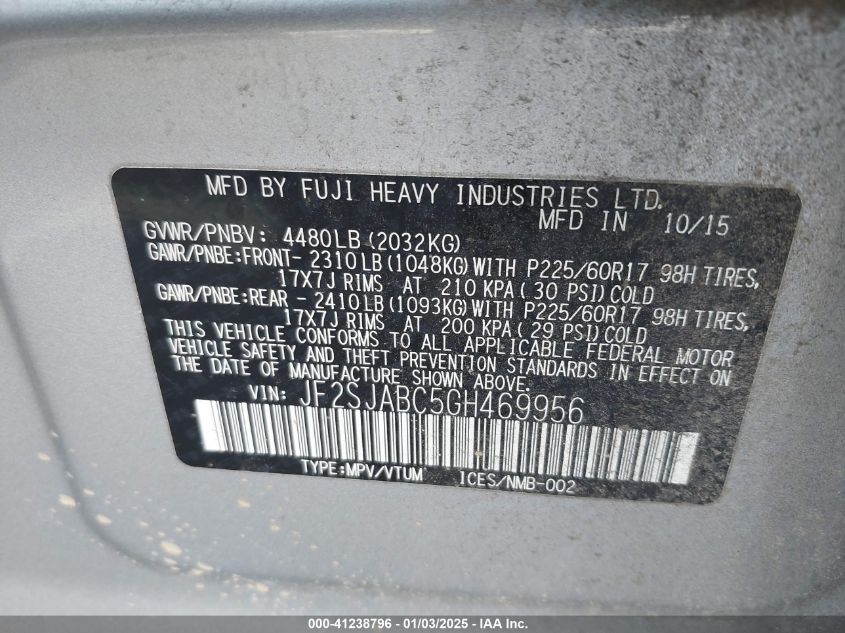 MFD BY FUJI HEAVY INDUSTRIES LTD.
MFD IN 10/15
GVWR/PNBV: 4480LB(2032KG)
GAWR/PNBE:FRONT- 2310LB(1048KG)WITH P225/60R17 98H TIRES,
17X7J RIMS AT 210 KPA(30 PSI)COLD
GAWR/PNBE:REAR - 2410LB(1093KG)WITH P225/60R17 98H TIRES,
17X7J RIMS AT 200 KPA(29 PSI)COLD
THIS VEHICLE CONFORMS TO ALL APPLICABLE FEDERAL MOTOR
VEHICLE SAFETY AND THEFT PREVENTION STANDARDS IN EFFECT ON
THE DATE OF MANUFACTURE SHOWN ABOVE.
VIN: JF2SJABC5GH469956
TYPE:MPV/VTUM ICES/NMB-002
000-41238796 - 01/03/2025 - IAA Inc.